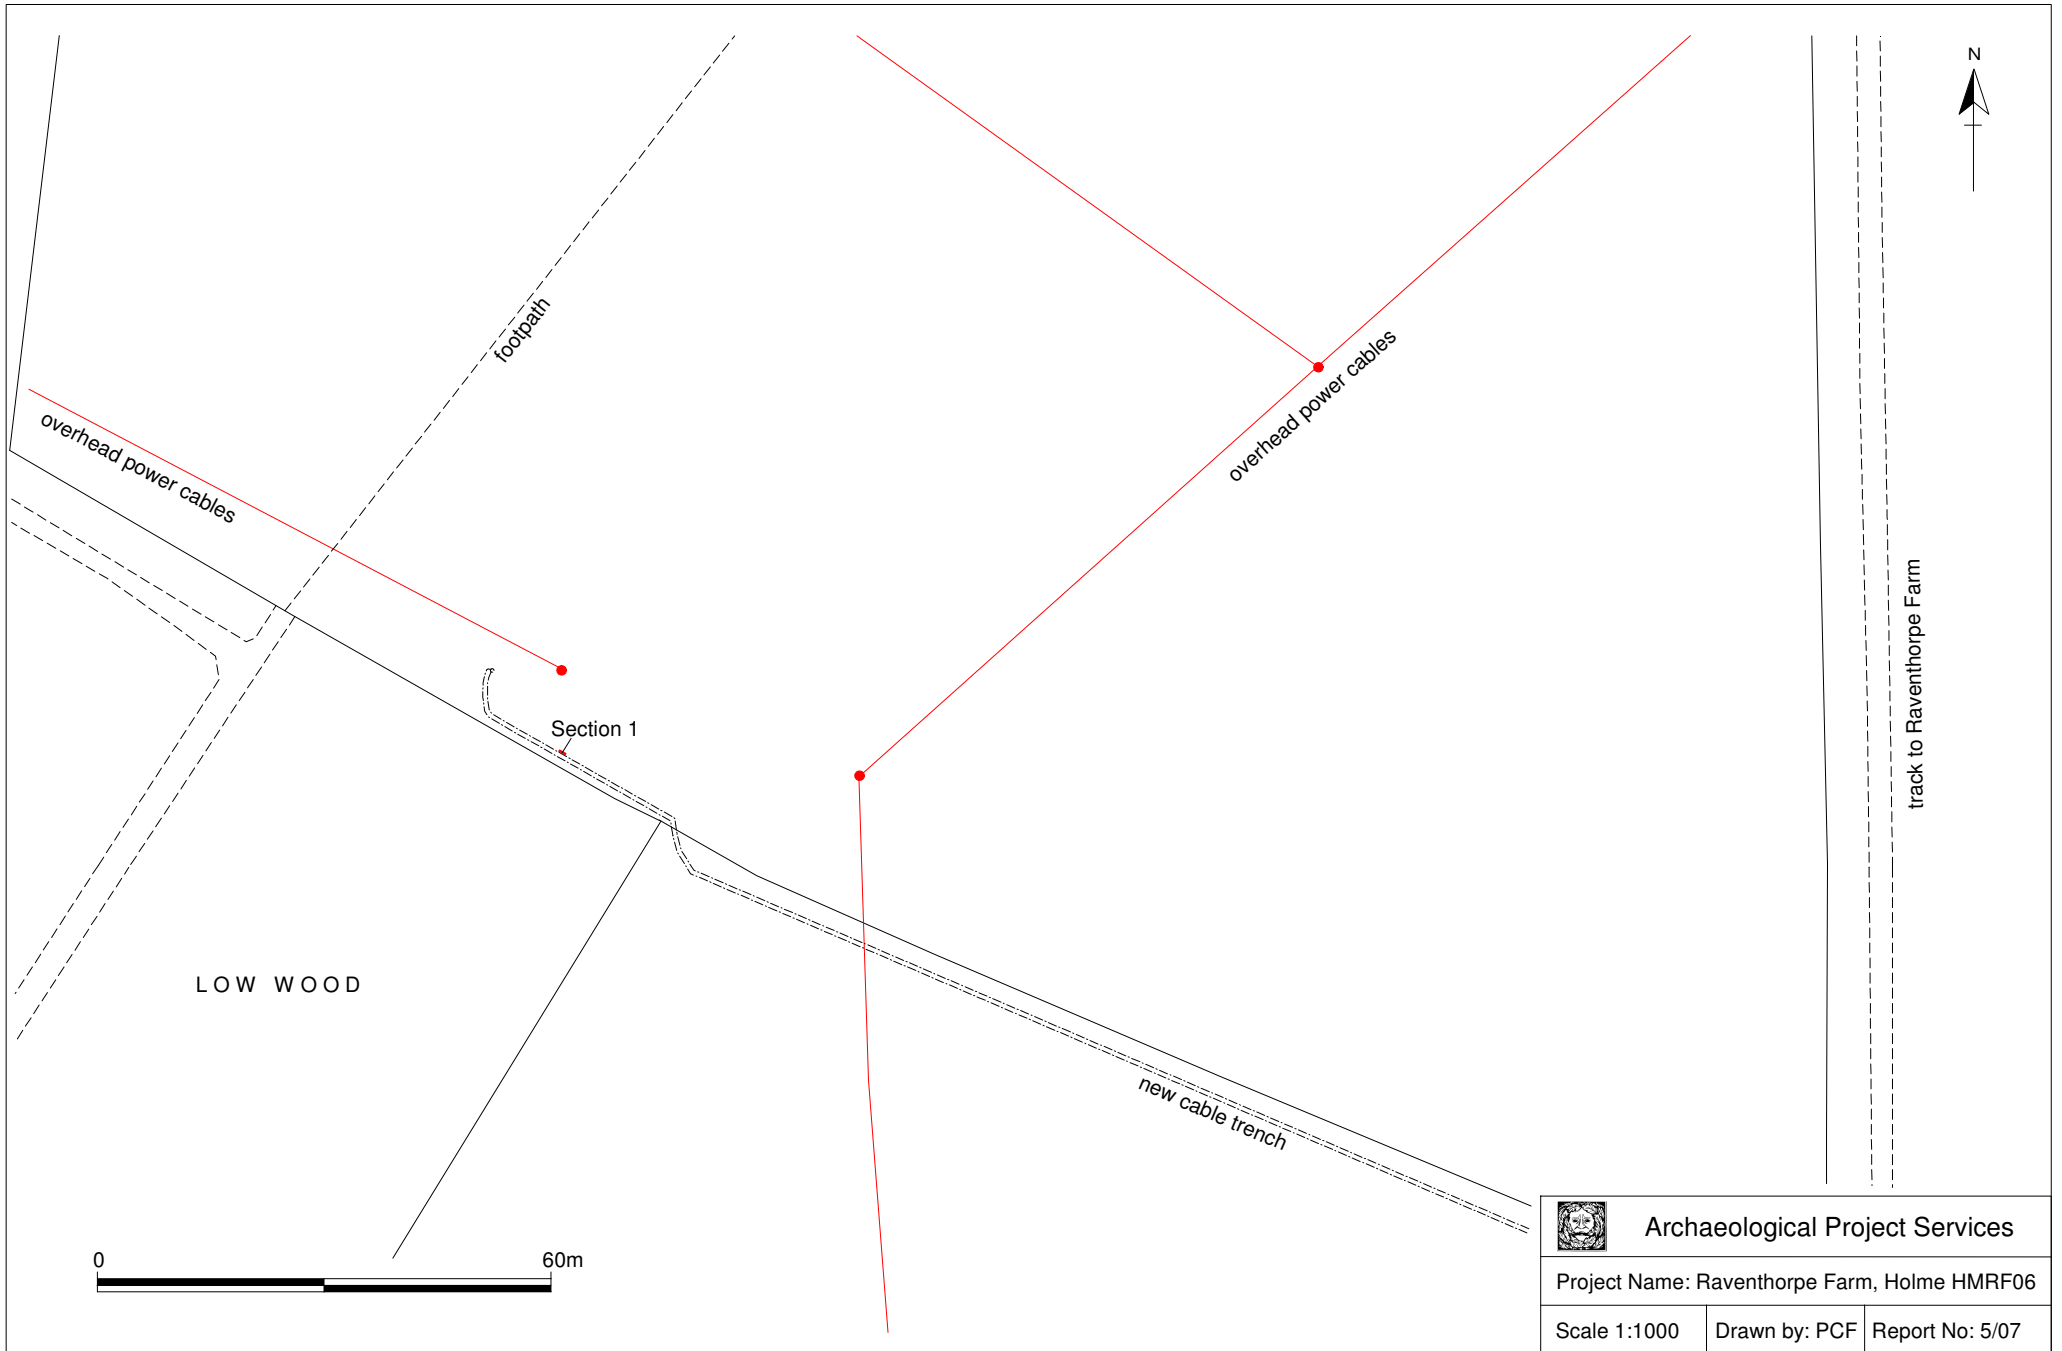 N
footpath
overhead power cables
overhead power cables
track to Raventhorpe Farm
Section 1
LOW WOOD
new cable trench
0 60m
Archaeological Project Services
Project Name: Raventhorpe Farm, Holme HMRF06
Scale 1:1000 Drawn by: PCF Report No: 5/07